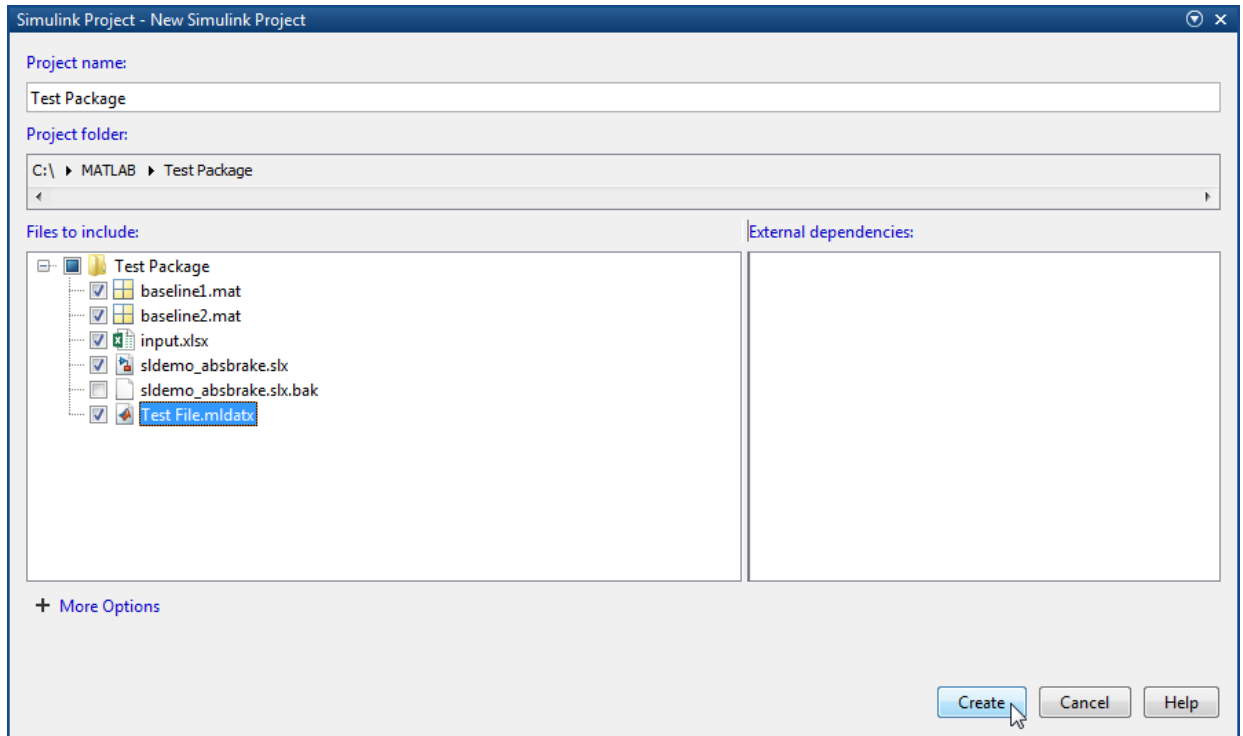 Simulink Project - New Simulink Project
Project name:
Test Package
Project folder:
C:\ MATLAB Test Package
Files to include:
External dependencies:
Test Package
baseline1.mat
baseline2.mat
input.xlsx
sldemo_absbrake.slx
sldemo_absbrake.slx.bak
Test File.mldatx
+ More Options
Create Cancel Help